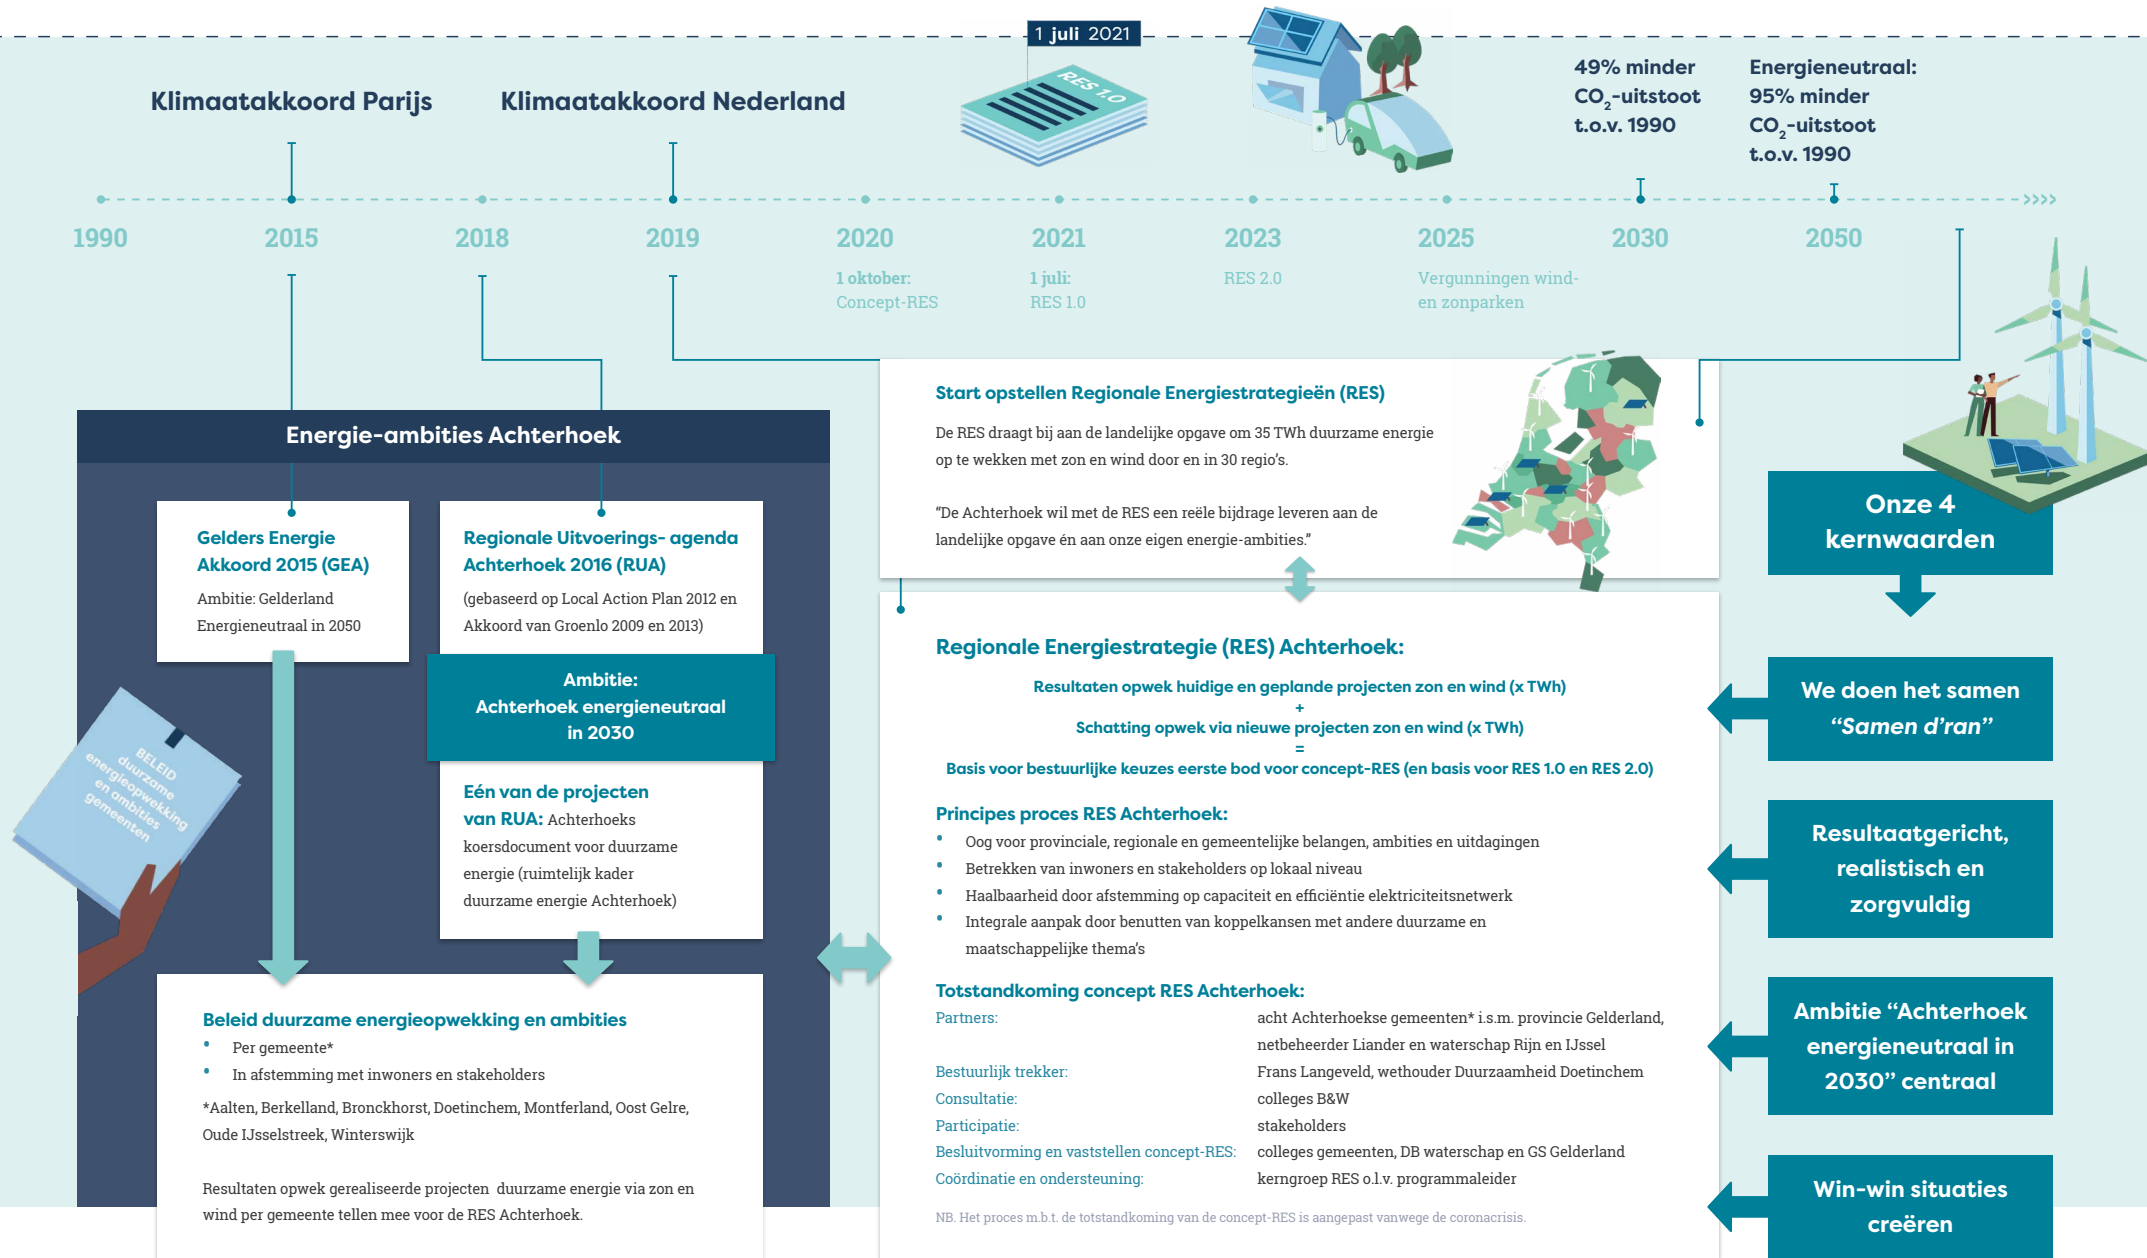 1 juli 2021
RES 1.0
Klimaatakkoord Parijs
Klimaatakkoord Nederland
49% minder
CO2-uitstoot
t.o.v. 1990
Energieneutraal:
95% minder
CO2-uitstoot
t.o.v. 1990
1990
2015
2018
2019
2020
2021
2023
2025
2030
2050
1 oktober:
Concept-RES
1 juli:
RES 1.0
RES 2.0
Vergunningen wind-
en zonparken
Energie-ambities Achterhoek
Gelders Energie
Akkoord 2015 (GEA)
Ambitie: Gelderland
Energieneutraal in 2050
Regionale Uitvoerings- agenda
Achterhoek 2016 (RUA)
(gebaseerd op Local Action Plan 2012 en
Akkoord van Groenlo 2009 en 2013)
Ambitie:
Achterhoek energieneutraal
in 2030
Eén van de projecten
van RUA: Achterhoeks
koersdocument voor duurzame
energie (ruimtelijk kader
duurzame energie Achterhoek)
BELEID
duurzame
energieopwekking
en ambities
gemeenten
Beleid duurzame energieopwekking en ambities
• Per gemeente*
• In afstemming met inwoners en stakeholders
*Aalten, Berkelland, Bronckhorst, Doetinchem, Montferland, Oost Gelre,
Oude IJsselstreek, Winterswijk
Resultaten opwek gerealiseerde projecten duurzame energie via zon en
wind per gemeente tellen mee voor de RES Achterhoek.
Start opstellen Regionale Energiestrategieën (RES)
De RES draagt bij aan de landelijke opgave om 35 TWh duurzame energie
op te wekken met zon en wind door en in 30 regio's.
“De Achterhoek wil met de RES een reële bijdrage leveren aan de
landelijke opgave én aan onze eigen energie-ambities.”
Regionale Energiestrategie (RES) Achterhoek:
Resultaten opwek huidige en geplande projecten zon en wind (x TWh)
+
Schatting opwek via nieuwe projecten zon en wind (x TWh)
=
Basis voor bestuurlijke keuzes eerste bod voor concept-RES (en basis voor RES 1.0 en RES 2.0)
Principes proces RES Achterhoek:
• Oog voor provinciale, regionale en gemeentelijke belangen, ambities en uitdagingen
• Betrekken van inwoners en stakeholders op lokaal niveau
• Haalbaarheid door afstemming op capaciteit en efficiëntie elektriciteitsnetwerk
• Integrale aanpak door benutten van koppelkansen met andere duurzame en
maatschappelijke thema's
Totstandkoming concept RES Achterhoek:
Partners: acht Achterhoekse gemeenten* i.s.m. provincie Gelderland,
netbeheerder Liander en waterschap Rijn en IJssel
Bestuurlijk trekker: Frans Langeveld, wethouder Duurzaamheid Doetinchem
Consultatie: colleges B&W
Participatie: stakeholders
Besluitvorming en vaststellen concept-RES: colleges gemeenten, DB waterschap en GS Gelderland
Coördinatie en ondersteuning: kerngroep RES o.l.v. programmaleider
NB. Het proces m.b.t. de totstandkoming van de concept-RES is aangepast vanwege de coronacrisis.
Onze 4
kernwaarden
We doen het samen
“Samen d’ran”
Resultaatgericht,
realistisch en
zorgvuldig
Ambitie “Achterhoek
energieneutraal in
2030” centraal
Win-win situaties
creëren